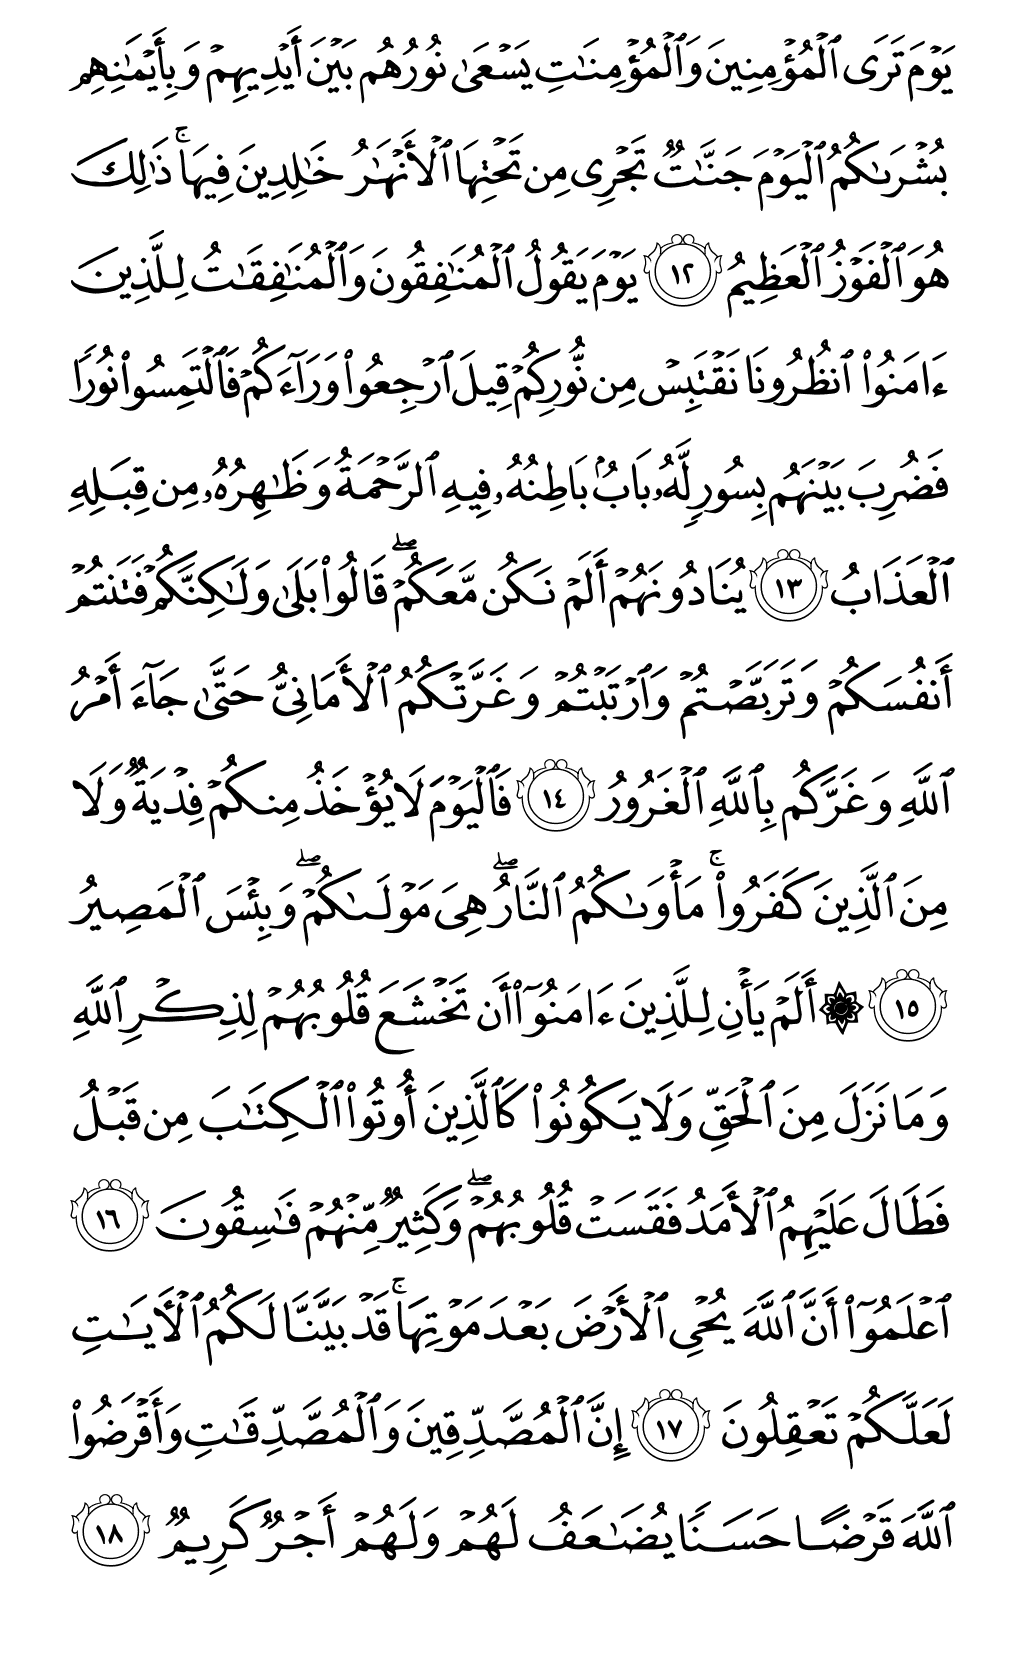 يَوْمَ تَرَى ٱلْمُؤْمِنِينَ وَٱلْمُؤْمِنَٰتِ يَسْعَىٰ نُورُهُم بَيْنَ أَيْدِيهِمْ وَبِأَيْمَٰنِهِم
بُشْرَىٰكُمُ ٱلْيَوْمَ جَنَّٰتٌ تَجْرِى مِن تَحْتِهَا ٱلْأَنْهَٰرُ خَٰلِدِينَ فِيهَا ۚ ذَٰلِكَ
هُوَ ٱلْفَوْزُ ٱلْعَظِيمُ ١٢ يَوْمَ يَقُولُ ٱلْمُنَٰفِقُونَ وَٱلْمُنَٰفِقَٰتُ لِلَّذِينَ
ءَامَنُوا۟ ٱنظُرُونَا نَقْتَبِسْ مِن نُّورِكُمْ قِيلَ ٱرْجِعُوا۟ وَرَآءَكُمْ فَٱلْتَمِسُوا۟ نُورًا
فَضُرِبَ بَيْنَهُم بِسُورٍ لَّهُۥ بَابٌۢ بَاطِنُهُۥ فِيهِ ٱلرَّحْمَةُ وَظَٰهِرُهُۥ مِن قِبَلِهِ
ٱلْعَذَابُ ١٣ يُنَادُونَهُمْ أَلَمْ نَكُن مَّعَكُمْ ۖ قَالُوا۟ بَلَىٰ وَلَٰكِنَّكُمْ فَتَنتُمْ
أَنفُسَكُمْ وَتَرَبَّصْتُمْ وَٱرْتَبْتُمْ وَغَرَّتْكُمُ ٱلْأَمَانِىُّ حَتَّىٰ جَآءَ أَمْرُ
ٱللَّهِ وَغَرَّكُم بِٱللَّهِ ٱلْغَرُورُ ١٤ فَٱلْيَوْمَ لَا يُؤْخَذُ مِنكُمْ فِدْيَةٌ وَلَا
مِنَ ٱلَّذِينَ كَفَرُوا۟ ۚ مَأْوَىٰكُمُ ٱلنَّارُ ۖ هِىَ مَوْلَىٰكُمْ ۖ وَبِئْسَ ٱلْمَصِيرُ
١٥ ۞ أَلَمْ يَأْنِ لِلَّذِينَ ءَامَنُوٓا۟ أَن تَخْشَعَ قُلُوبُهُمْ لِذِكْرِ ٱللَّهِ
وَمَا نَزَلَ مِنَ ٱلْحَقِّ وَلَا يَكُونُوا۟ كَٱلَّذِينَ أُوتُوا۟ ٱلْكِتَٰبَ مِن قَبْلُ
فَطَالَ عَلَيْهِمُ ٱلْأَمَدُ فَقَسَتْ قُلُوبُهُمْ ۖ وَكَثِيرٌ مِّنْهُمْ فَٰسِقُونَ ١٦
ٱعْلَمُوٓا۟ أَنَّ ٱللَّهَ يُحْىِ ٱلْأَرْضَ بَعْدَ مَوْتِهَا ۚ قَدْ بَيَّنَّا لَكُمُ ٱلْءَايَٰتِ
لَعَلَّكُمْ تَعْقِلُونَ ١٧ إِنَّ ٱلْمُصَّدِّقِينَ وَٱلْمُصَّدِّقَٰتِ وَأَقْرَضُوا۟
ٱللَّهَ قَرْضًا حَسَنًا يُضَٰعَفُ لَهُمْ وَلَهُمْ أَجْرٌ كَرِيمٌ ١٨